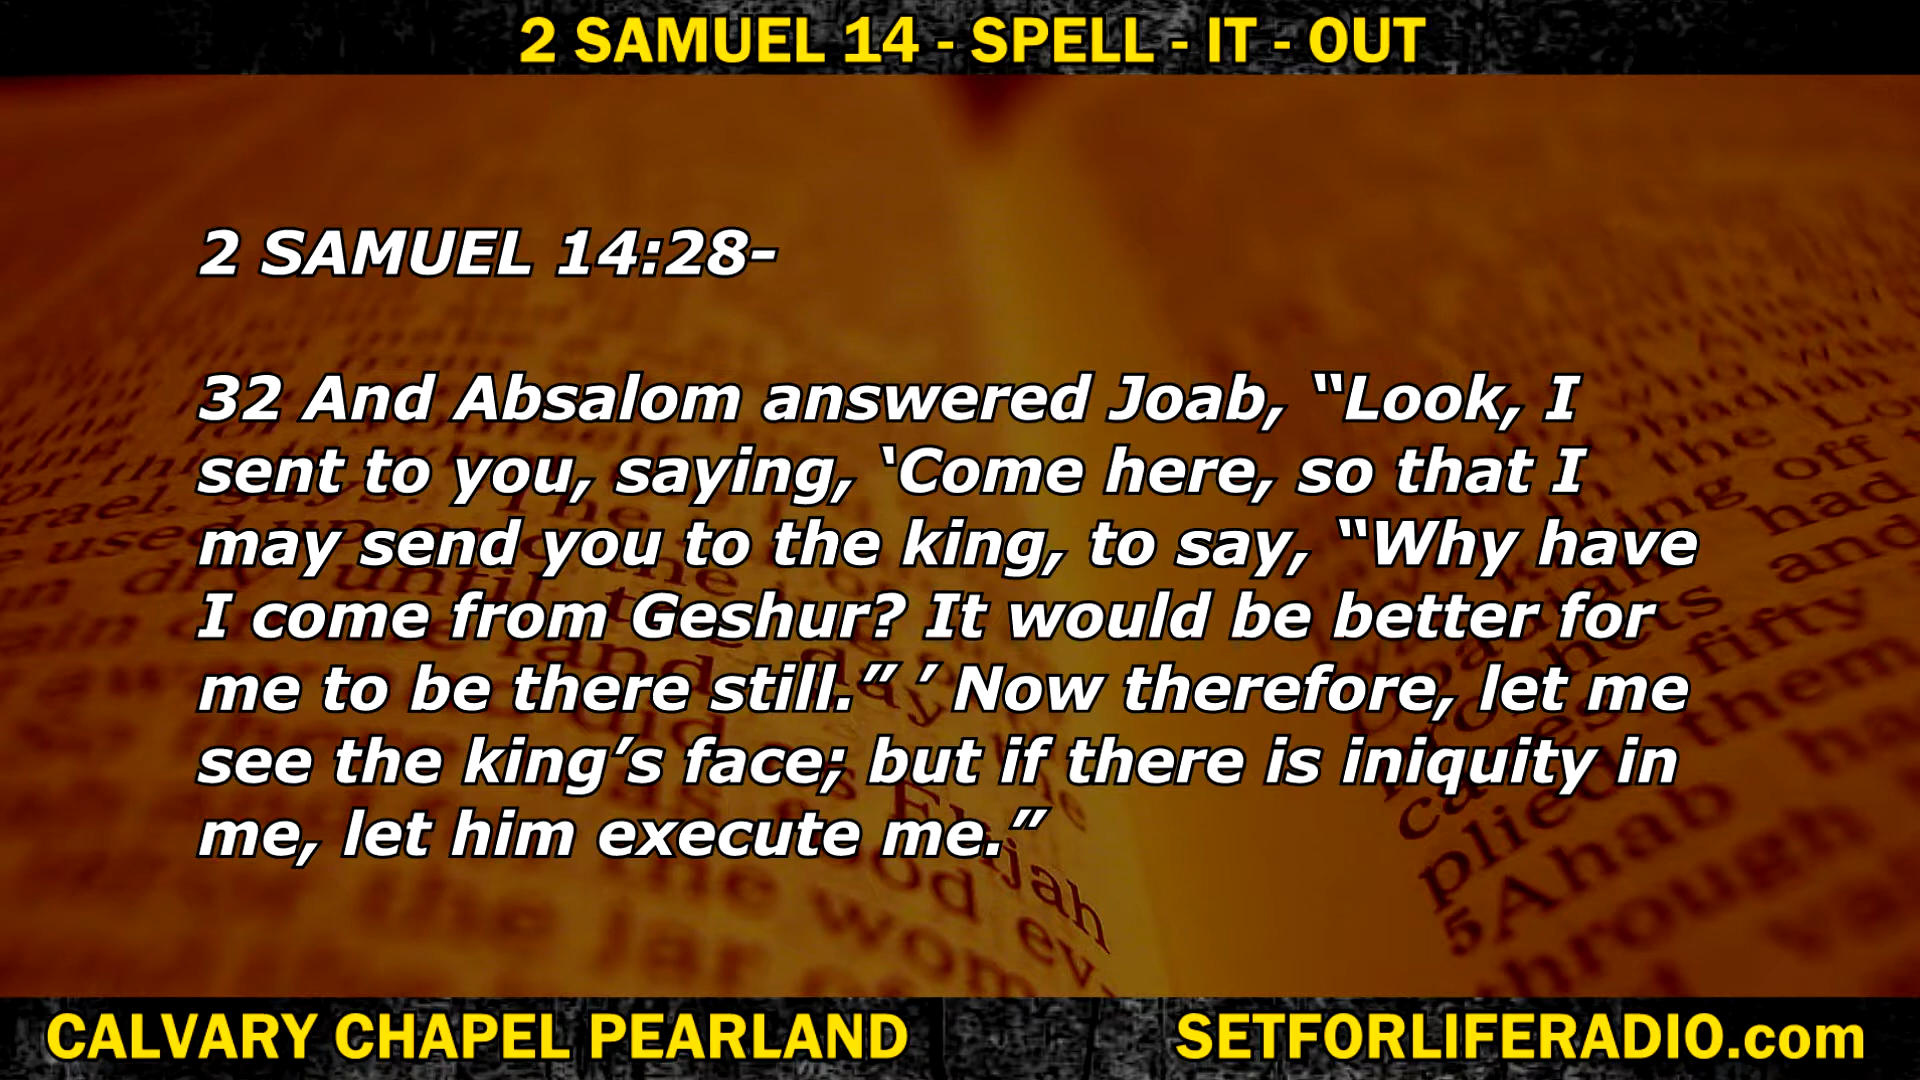 2 SAMUEL 14 - SPELL - IT - OUT
2 SAMUEL 14:28-
32 And Absalom answered Joab, “Look, I
sent to you, saying, ‘Come here, so that I
may send you to the king, to say, “Why have
I come from Geshur? It would be better for
me to be there still.” ’ Now therefore, let me
see the king’s face; but if there is iniquity in
me, let him execute me.”
CALVARY CHAPEL PEARLAND
SETFORLIFERADIO.com